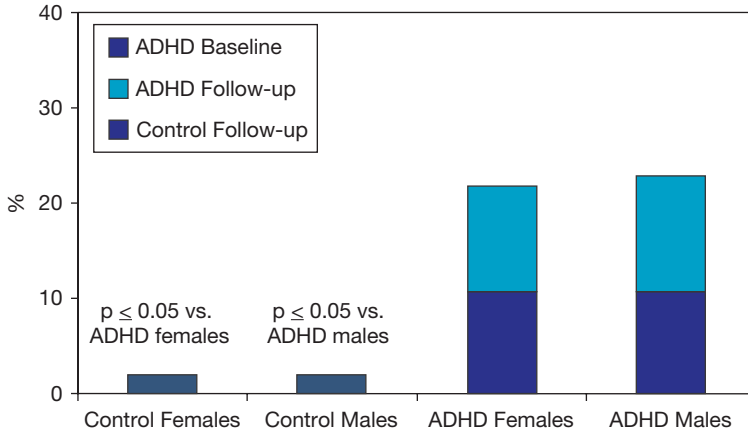 40
30
20
10
0
%
ADHD Baseline
ADHD Follow-up
Control Follow-up
p ≤ 0.05 vs.
ADHD females
p ≤ 0.05 vs.
ADHD males
Control Females
Control Males
ADHD Females
ADHD Males